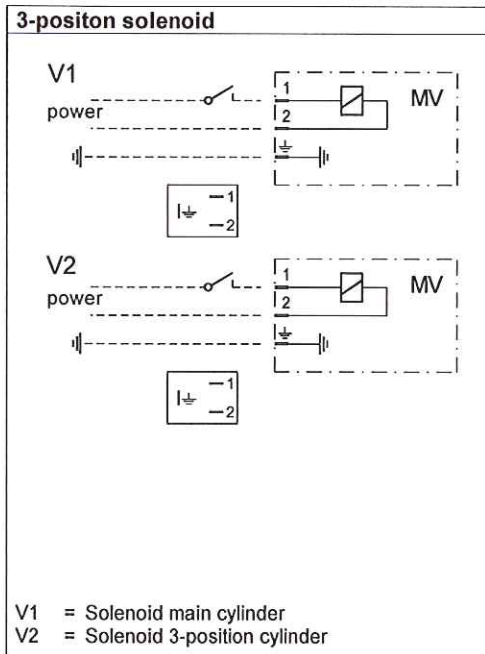 3-positon solenoid
V1
power
1
2
MV
1
2
V2
power
1
2
MV
1
2
V1 = Solenoid main cylinder
V2 = Solenoid 3-position cylinder